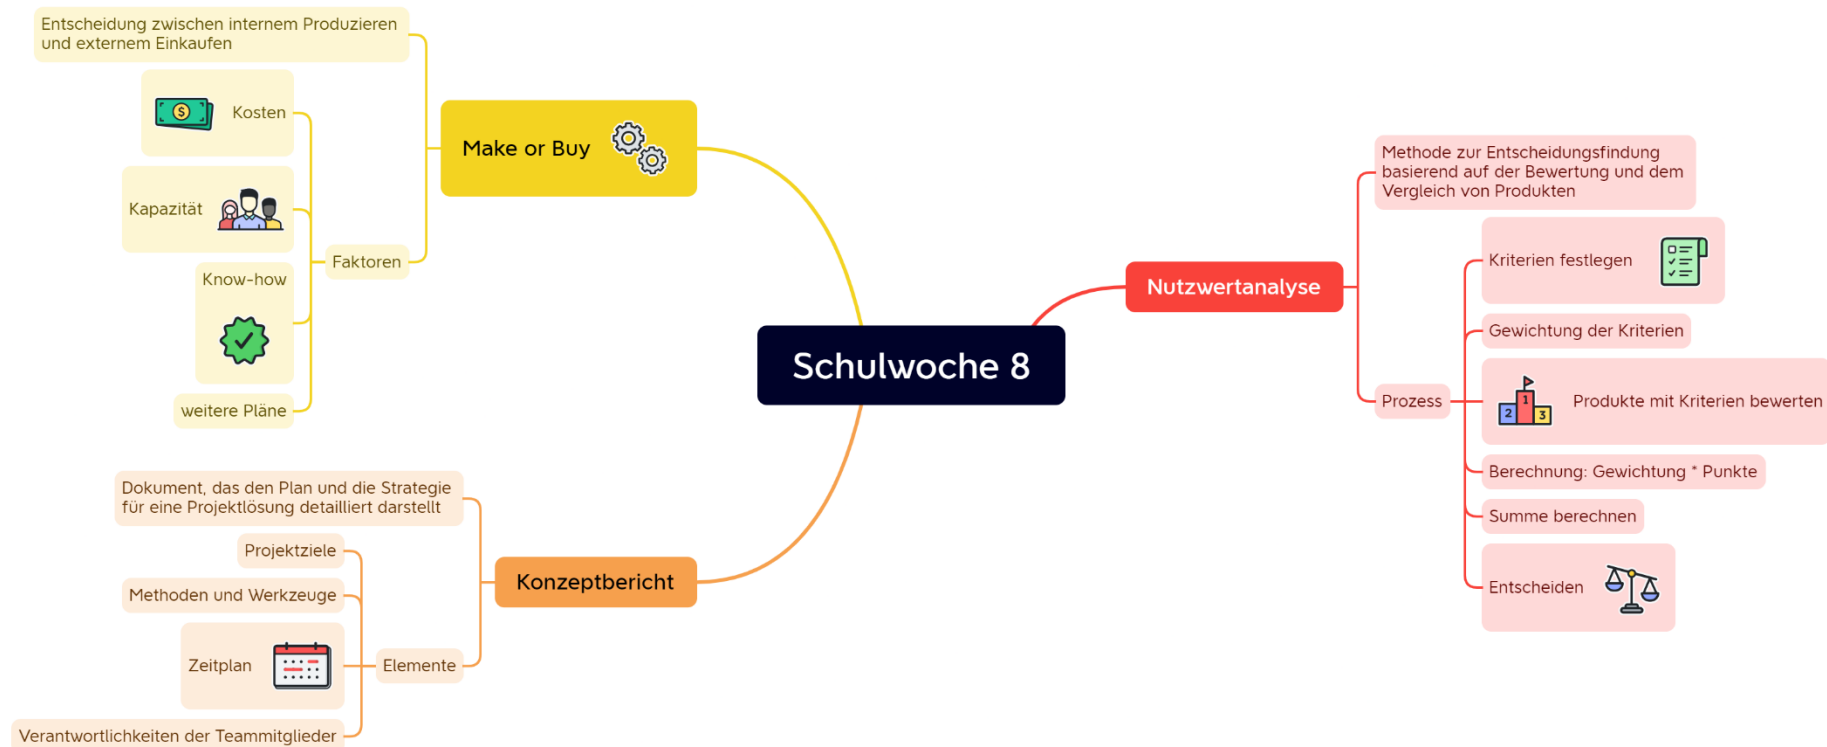 Schulwoche 8
Make or Buy
Entscheidung zwischen internem Produzieren
und externem Einkaufen
Faktoren
$
Kosten
Kapazität
Know-how
weitere Pläne
Konzeptbericht
Dokument, das den Plan und die Strategie
für eine Projektlösung detailliert darstellt
Elemente
Projektziele
Methoden und Werkzeuge
Zeitplan
Verantwortlichkeiten der Teammitglieder
Nutzwertanalyse
Methode zur Entscheidungsfindung
basierend auf der Bewertung und dem
Vergleich von Produkten
Prozess
Kriterien festlegen
Gewichtung der Kriterien
2 1 3
Produkte mit Kriterien bewerten
Berechnung: Gewichtung * Punkte
Summe berechnen
Entscheiden